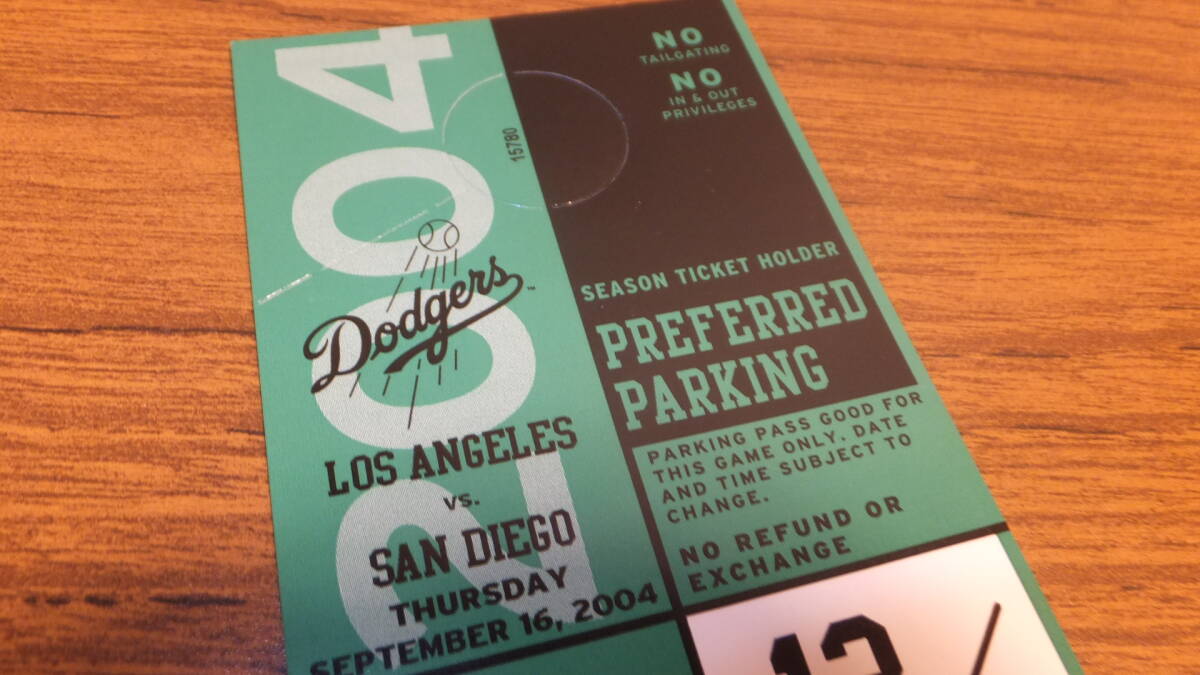 2004
15780
Dodgers™
LOS ANGELES
vs.
SAN DIEGO
THURSDAY
SEPTEMBER 16, 2004
NO
TAILGATING
NO
IN & OUT
PRIVILEGES
SEASON TICKET HOLDER
PREFERRED
PARKING
PARKING PASS GOOD FOR
THIS GAME ONLY. DATE
AND TIME SUBJECT TO
CHANGE.
NO REFUND OR
EXCHANGE